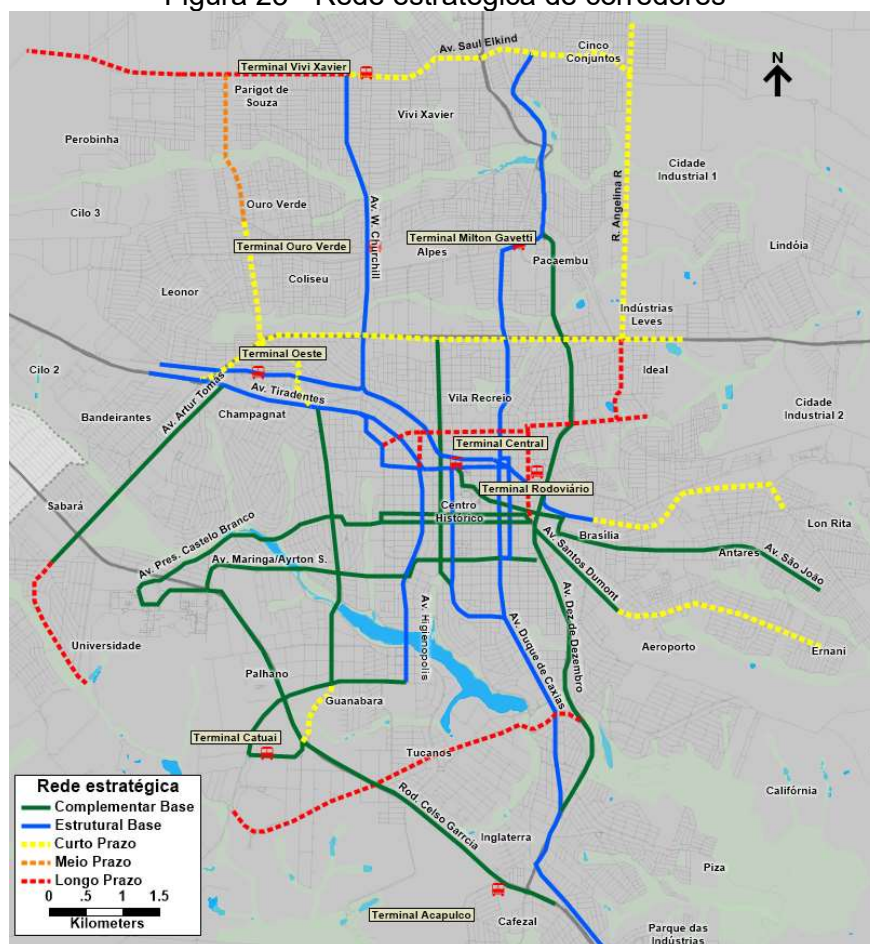 Figura 25 - Rede estratégica de corredores
Av. Saul Elkind
Cinco
Conjuntos
Terminal Vivi Xavier
N
Parigot de
Souza
Vivi Xavier
Perobinha
Cidade
Industrial 1
R. Angelina R
Ouro Verde
Cilo 3
Av. W. Churchill
Terminal Ouro Verde
Terminal Milton Gavetti
Alpes
Pacaembu
Lindóia
Coliseu
Leonor
Indústrias
Leves
Terminal Oeste
Cilo 2
Ideal
Av. Artur Tomas
Av. Tiradentes
Vila Recreio
Bandeirantes
Champagnat
Cidade
Industrial 2
Terminal Central
Terminal Rodoviário
Sabará
Centro
Histórico
Lon Rita
Av. Pres. Castelo Branco
Brasília
Antares
Av. São João
Av. Maringa/Ayrton S.
Av. Santos Dumont
Av. Higienopolis
Av. Duque de Caxias
Av. Dez de Dezembro
Universidade
Aeroporto
Ernani
Palhano
Guanabara
Terminal Catuai
Tucanos
Rede estratégica
Complementar Base
Estrutural Base
Curto Prazo
Meio Prazo
Longo Prazo
0 .5 1 1.5
Kilometers
Rod. Celso Garrcia
Califórnia
Inglaterra
Piza
Terminal Acapulco
Cafezal
Parque das
Indústrias